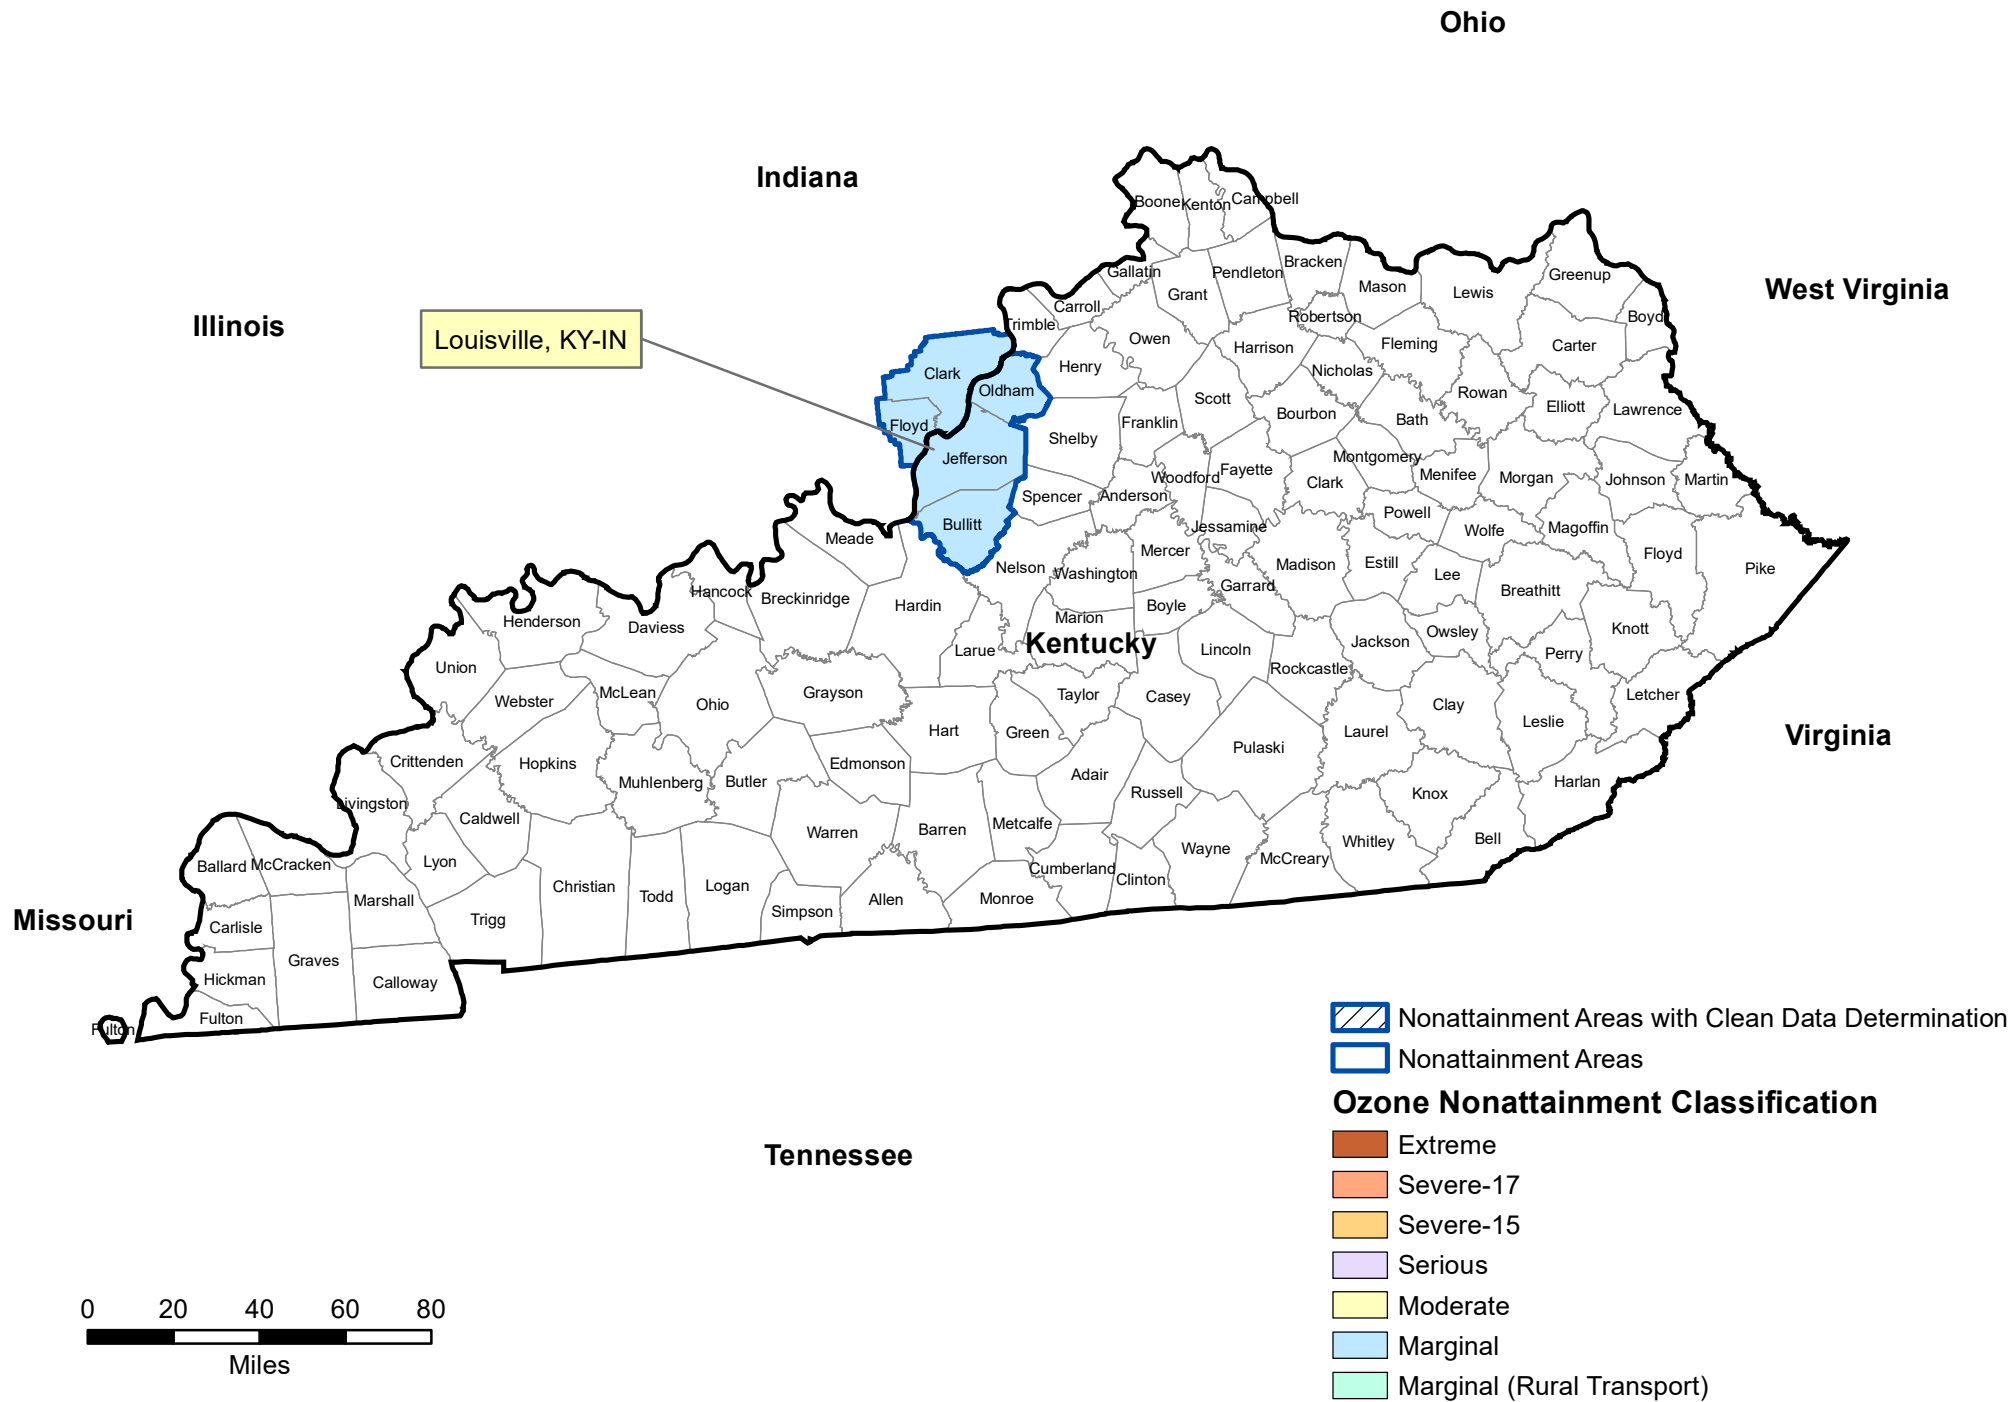 Ohio
Indiana
Illinois
West Virginia
Virginia
Missouri
Tennessee
Kentucky
Louisville, KY-IN
Boone
Kenton
Campbell
Gallatin
Pendleton
Bracken
Mason
Lewis
Greenup
Boyd
Carroll
Grant
Trimble
Robertson
Owen
Harrison
Fleming
Carter
Henry
Clark
Oldham
Nicholas
Rowan
Elliott
Lawrence
Scott
Bourbon
Bath
Floyd
Franklin
Shelby
Jefferson
Montgomery
Menifee
Morgan
Johnson
Martin
Woodford
Fayette
Clark
Anderson
Spencer
Powell
Bullitt
Jessamine
Wolfe
Magoffin
Meade
Mercer
Madison
Estill
Floyd
Pike
Nelson
Washington
Lee
Garrard
Breathitt
Hancock
Breckinridge
Hardin
Boyle
Marion
Henderson
Daviess
Jackson
Owsley
Knott
Larue
Lincoln
Perry
Union
Rockcastle
McLean
Grayson
Taylor
Casey
Letcher
Webster
Ohio
Clay
Leslie
Hart
Green
Laurel
Pulaski
Crittenden
Hopkins
Edmonson
Muhlenberg
Butler
Adair
Harlan
Russell
Knox
Livingston
Caldwell
Warren
Barren
Metcalfe
Bell
Whitley
Wayne
McCreary
Lyon
Ballard
McCracken
Cumberland
Clinton
Christian
Logan
Todd
Marshall
Allen
Monroe
Simpson
Trigg
Carlisle
Graves
Hickman
Calloway
Fulton
Fulton
Nonattainment Areas with Clean Data Determination
Nonattainment Areas
Ozone Nonattainment Classification
Extreme
Severe-17
Severe-15
Serious
Moderate
Marginal
Marginal (Rural Transport)
0 20 40 60 80
Miles